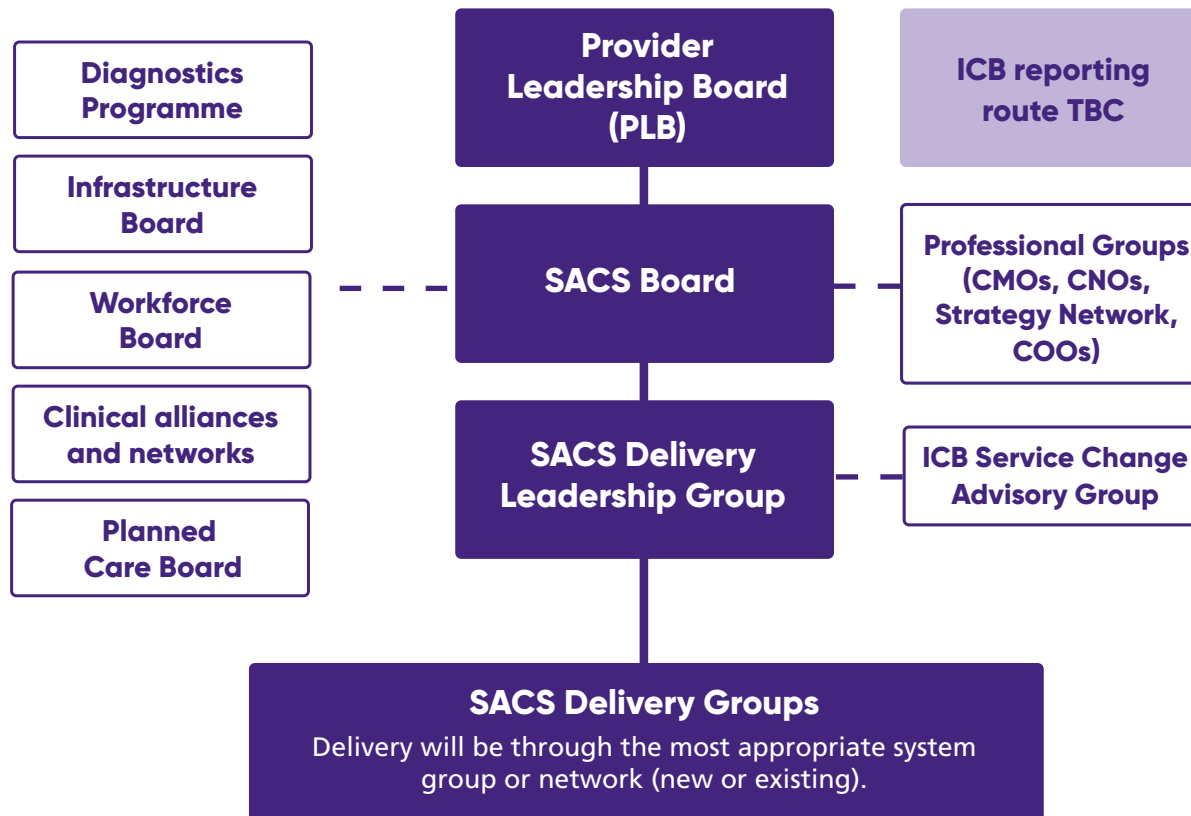 Diagnostics
Programme
Infrastructure
Board
Workforce
Board
Clinical alliances
and networks
Planned
Care Board
Provider
Leadership Board
(PLB)
SACS Board
SACS Delivery
Leadership Group
ICB reporting
route TBC
Professional Groups
(CMOs, CNOs,
Strategy Network,
COOs)
ICB Service Change
Advisory Group
SACS Delivery Groups
Delivery will be through the most appropriate system
group or network (new or existing).